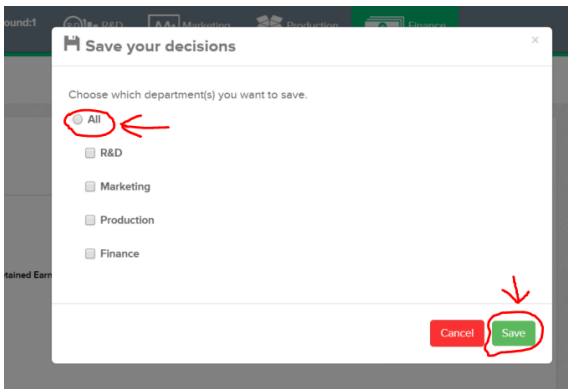 ound:1 R&D R&D Marketing Production Finance
Save your decisions ×
Choose which department(s) you want to save.
All
R&D
Marketing
Production
Finance
tained Earn
Cancel Save